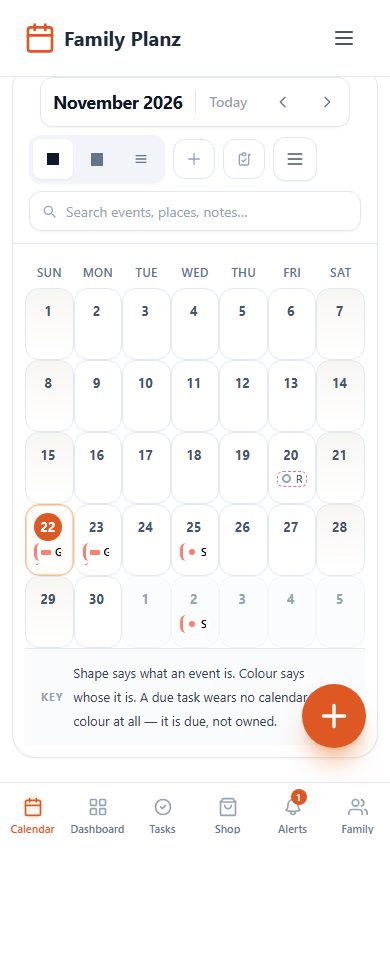 Family Planz
November 2026 Today
Search events, places, notes...
SUN MON TUE WED THU FRI SAT
1 2 3 4 5 6 7
8 9 10 11 12 13 14
15 16 17 18 19 20 21
R
22 23 24 25 26 27 28
G G S
29 30 1 2 3 4 5
S
Shape says what an event is. Colour says
KEY whose it is. A due task wears no calendar
colour at all — it is due, not owned.
1
Calendar Dashboard Tasks Shop Alerts Family